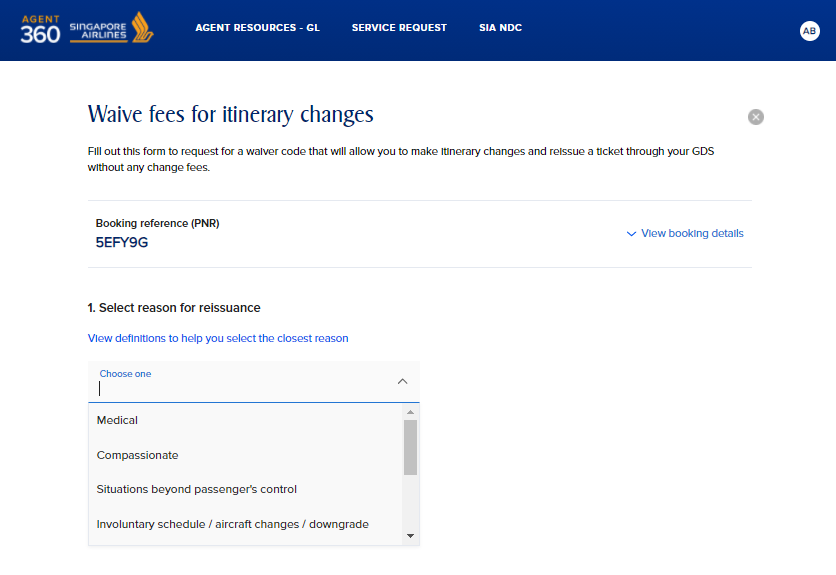 AGENT
360
SINGAPORE
AIRLINES
AGENT RESOURCES - GL
SERVICE REQUEST
SIA NDC
AB
Waive fees for itinerary changes
Fill out this form to request for a waiver code that will allow you to make itinerary changes and reissue a ticket through your GDS
without any change fees.
Booking reference (PNR)
5EFY9G
View booking details
1. Select reason for reissuance
View definitions to help you select the closest reason
Choose one
Medical
Compassionate
Situations beyond passenger's control
Involuntary schedule / aircraft changes / downgrade